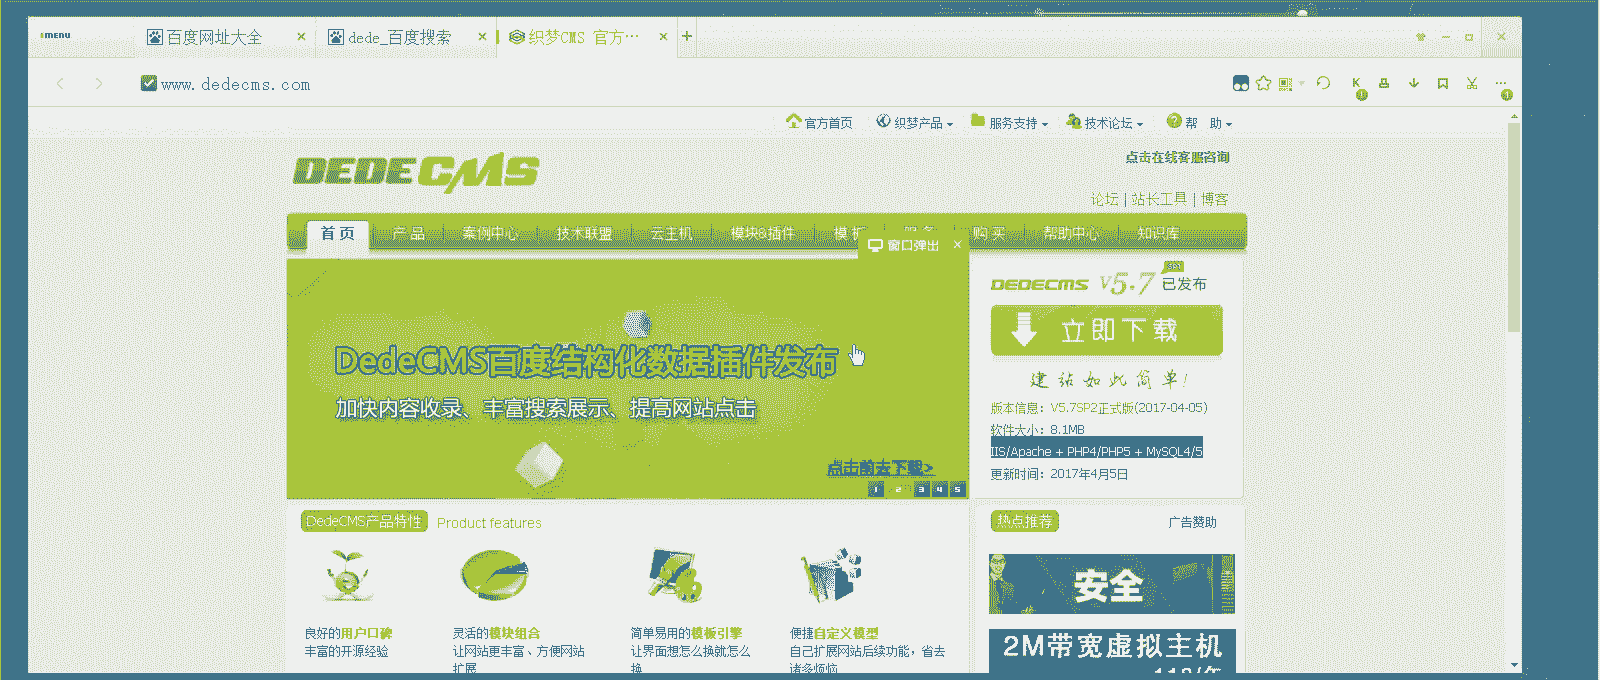 MENU
百度网址大全
dede_百度搜索
织梦CMS 官方…
www.dedecms.com
官方首页
织梦产品
服务支持
技术论坛
帮 助
点击在线客服咨询
DEDECMS
论坛 | 站长工具 | 博客
首页
产品
案例中心
技术联盟
云主机
模块&插件
购买
帮助中心
知识库
窗口弹出
DedeCMS百度结构化数据插件发布
加快内容收录、丰富搜索展示、提高网站点击
点击前去下载>
1 2 3 4 5
DEDECMS V5.7 已发布
立即下载
建站如此简单!
版本信息：V5.7SP2正式版(2017-04-05)
软件大小：8.1MB
IIS/Apache + PHP4/PHP5 + MySQL4/5
更新时间：2017年4月5日
DedeCMS产品特性 Product features
热点推荐
广告赞助
良好的用户口碑
丰富的开源经验
灵活的模块组合
让网站更丰富、方便网站
扩展
简单易用的模板引擎
让界面想怎么换就怎么
换
便捷自定义模型
自己扩展网站后续功能，省去
诸多烦恼
安全
2M带宽虚拟主机